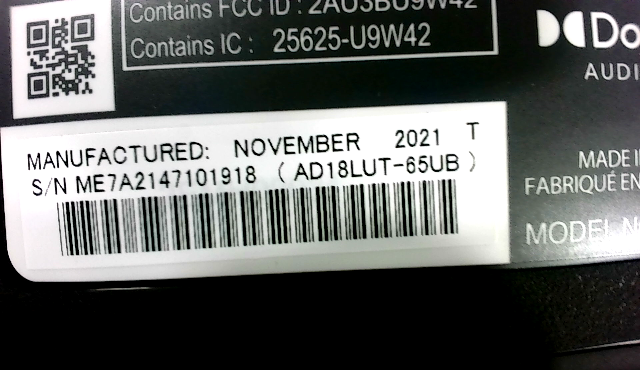 Contains FCC ID : 2AU3BU9W42
Contains IC : 25625-U9W42
AUDI
MANUFACTURED: NOVEMBER 2021 T
S/N ME7A2147101918 ( AD18LUT-65UB )
MADE
FABRIQUÉ EN
MODEL